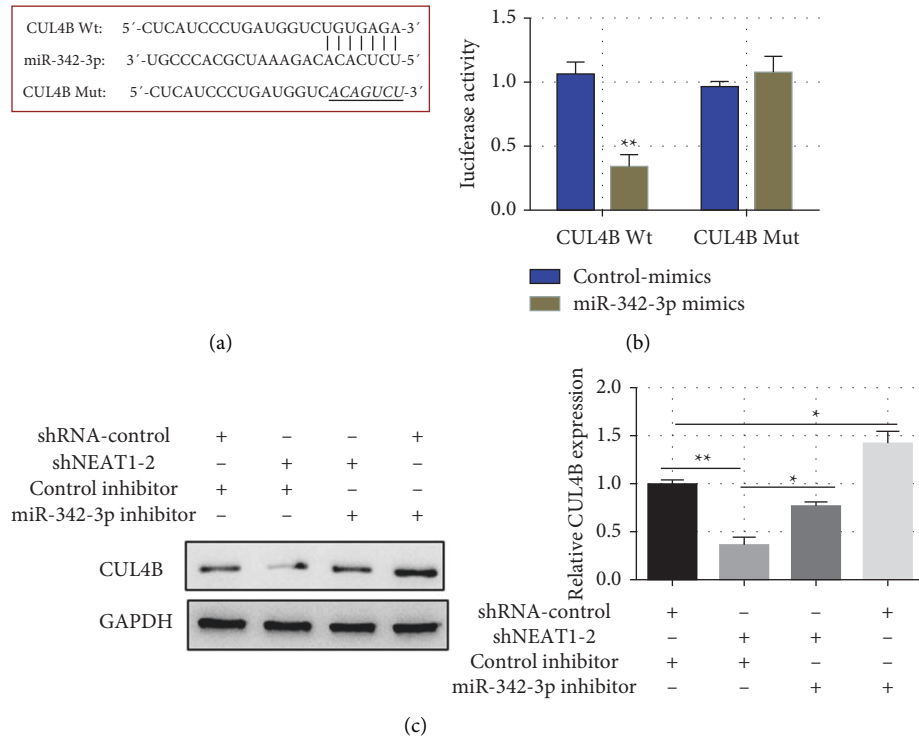 CUL4B Wt: 5´-CUCAUCCCUGAUGGUCUGUGAGA-3´
miR-342-3p: 3´-UGCCCACGCUAAAGACACACUCU-5´
CUL4B Mut: 5´-CUCAUCCCUGAUGGUCACAGUCU-3´
(a)
Iuciferase activity
1.5
1.0
0.5
0.0
**
CUL4B Wt CUL4B Mut
Control-mimics
miR-342-3p mimics
(b)
shRNA-control + – – +
shNEAT1-2 – + + –
Control inhibitor + + – –
miR-342-3p inhibitor – – + +
CUL4B
GAPDH
Relative CUL4B expression
2.0
1.5
1.0
0.5
0.0
*
**
*
shRNA-control + – – +
shNEAT1-2 – + + –
Control inhibitor + + – –
miR-342-3p inhibitor – – + +
(c)